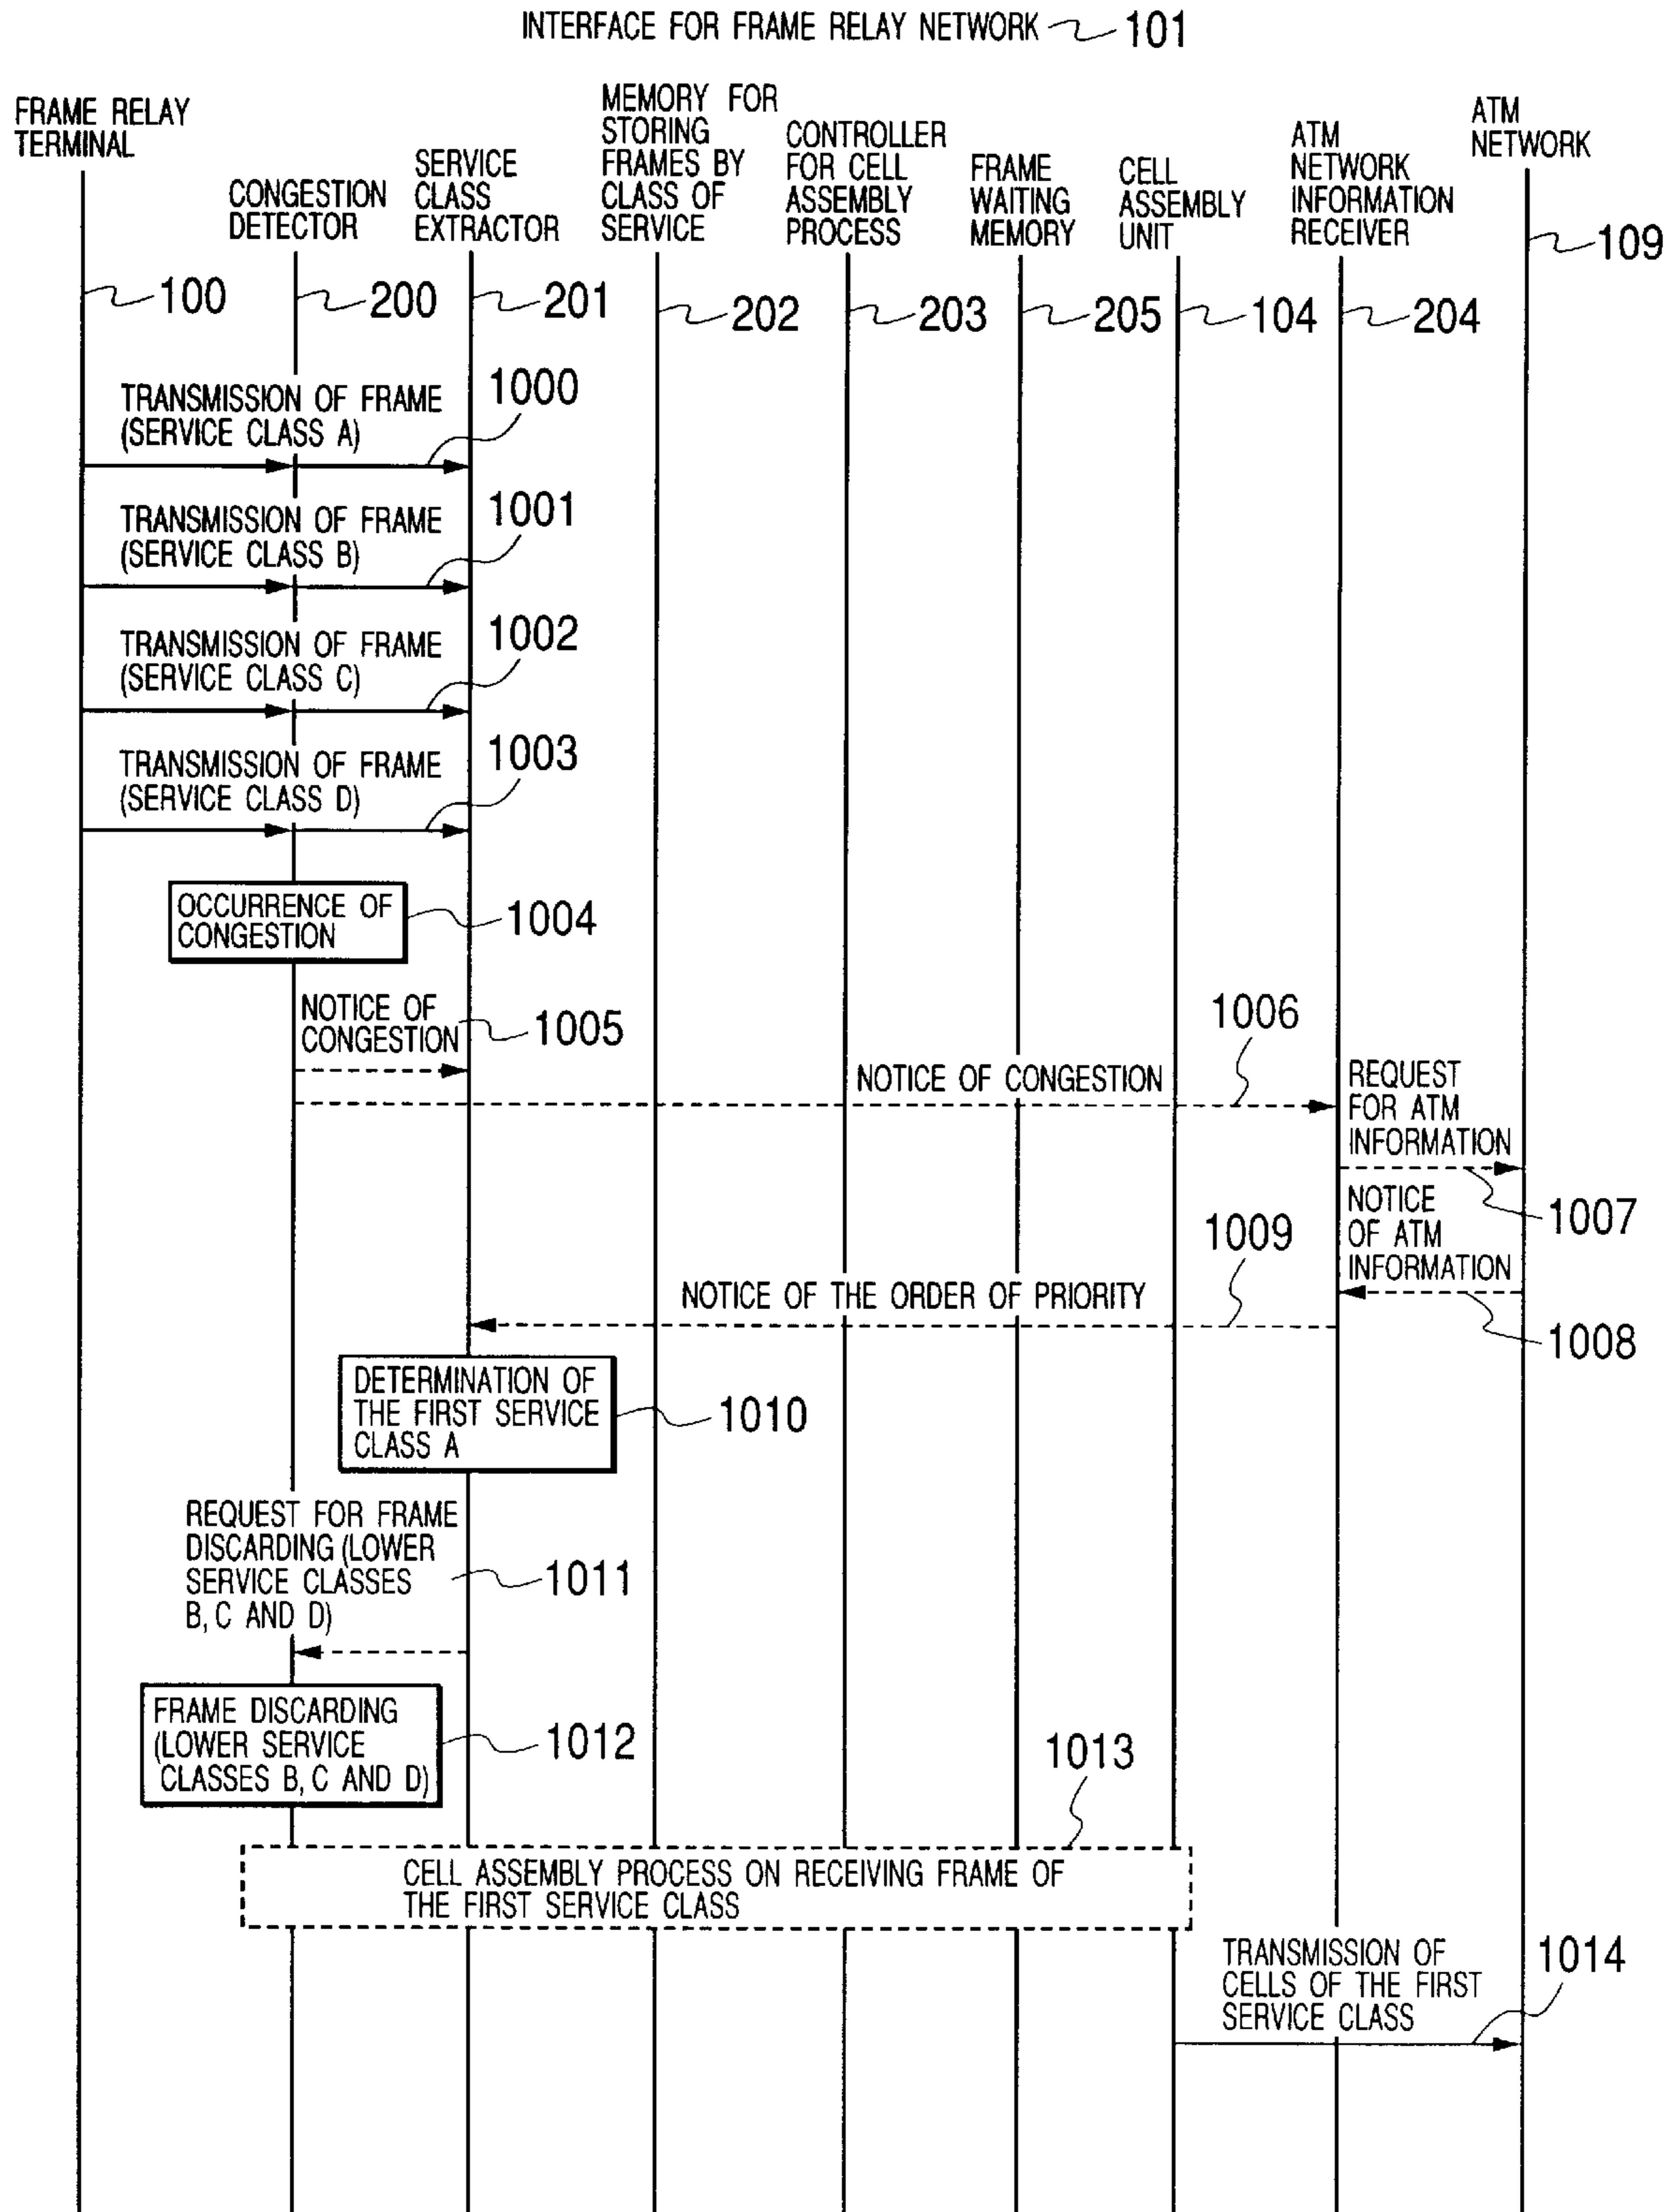 INTERFACE FOR FRAME RELAY NETWORK 101
FRAME RELAY
TERMINAL
CONGESTION
DETECTOR
SERVICE
CLASS
EXTRACTOR
MEMORY FOR
STORING
FRAMES BY
CLASS OF
SERVICE
CONTROLLER
FOR CELL
ASSEMBLY
PROCESS
FRAME
WAITING
MEMORY
CELL
ASSEMBLY
UNIT
ATM
NETWORK
INFORMATION
RECEIVER
ATM
NETWORK
109
100
200
201
202
203
205
104
204
TRANSMISSION OF FRAME
(SERVICE CLASS A)
1000
TRANSMISSION OF FRAME
(SERVICE CLASS B)
1001
TRANSMISSION OF FRAME
(SERVICE CLASS C)
1002
TRANSMISSION OF FRAME
(SERVICE CLASS D)
1003
OCCURRENCE OF
CONGESTION
1004
NOTICE OF
CONGESTION
1005
NOTICE OF CONGESTION
1006
REQUEST
FOR ATM
INFORMATION
1007
NOTICE
OF ATM
INFORMATION
1008
NOTICE OF THE ORDER OF PRIORITY
1009
DETERMINATION OF
THE FIRST SERVICE
CLASS A
1010
REQUEST FOR FRAME
DISCARDING (LOWER
SERVICE CLASSES
B, C AND D)
1011
FRAME DISCARDING
(LOWER SERVICE
CLASSES B, C AND D)
1012
1013
CELL ASSEMBLY PROCESS ON RECEIVING FRAME OF
THE FIRST SERVICE CLASS
TRANSMISSION OF
CELLS OF THE FIRST
SERVICE CLASS
1014